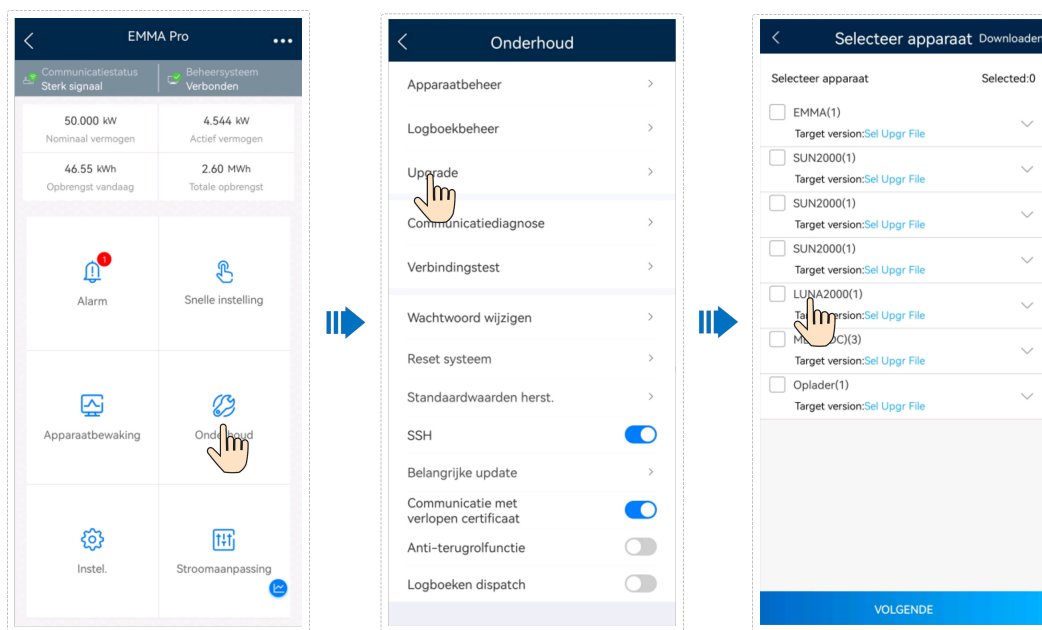 EMMA Pro
Communicatiestatus
Sterk signaal
Beheersysteem
Verbonden
50.000 kW
Nominaal vermogen
4.544 kW
Actief vermogen
46.55 kWh
Opbrengst vandaag
2.60 MWh
Totale opbrengst
1
Alarm
Snelle instelling
Apparaatbewaking
Onderhoud
Instel.
Stroomaanpassing
Onderhoud
Apparaatbeheer
Logboekbeheer
Upgrade
Communicatiediagnose
Verbindingstest
Wachtwoord wijzigen
Reset systeem
Standaardwaarden herst.
SSH
Belangrijke update
Communicatie met
verlopen certificaat
Anti-terugrolfunctie
Logboeken dispatch
Selecteer apparaat Downloaden
Selecteer apparaat Selected:0
EMMA(1)
Target version:Sel Upgr File
SUN2000(1)
Target version:Sel Upgr File
SUN2000(1)
Target version:Sel Upgr File
SUN2000(1)
Target version:Sel Upgr File
LUNA2000(1)
Target version:Sel Upgr File
Target version:Sel Upgr File
Oplader(1)
Target version:Sel Upgr File
VOLGENDE